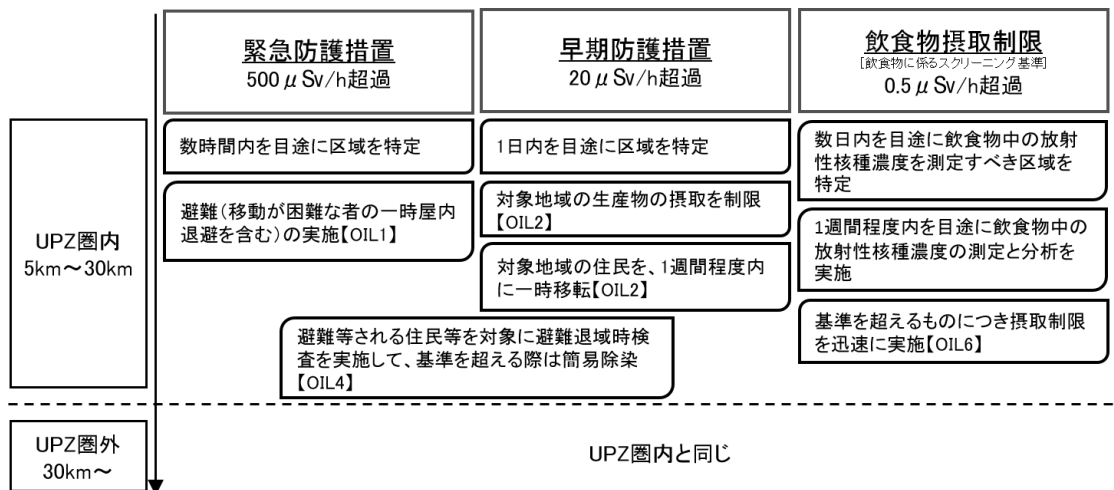 緊急防護措置
500μSv/h超過
早期防護措置
20μSv/h超過
飲食物摂取制限
[飲食物に係るスクリーニング基準]
0.5μSv/h超過
UPZ圏内
5km～30km
数時間内を目途に区域を特定
避難(移動が困難な者の一時屋内
退避を含む)の実施【OIL1】
1日内を目途に区域を特定
対象地域の生産物の摂取を制限
【OIL2】
対象地域の住民を、1週間程度内
に一時移転【OIL2】
避難等される住民等を対象に避難退域時検
査を実施して、基準を超える際は簡易除染
【OIL4】
数日内を目途に飲食物中の放射
性核種濃度を測定すべき区域を
特定
1週間程度内を目途に飲食物中の
放射性核種濃度の測定と分析を
実施
基準を超えるものにつき摂取制限
を迅速に実施【OIL6】
UPZ圏外
30km～
UPZ圏内と同じ